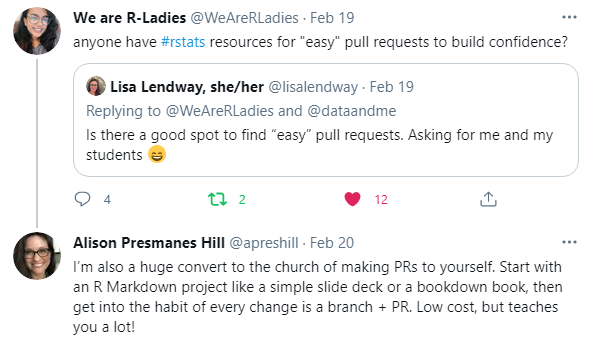 We are R-Ladies @WeAreRLadies · Feb 19
anyone have #rstats resources for "easy" pull requests to build confidence?
Lisa Lendway, she/her @lisalendway · Feb 19
Replying to @WeAreRLadies and @dataandme
Is there a good spot to find “easy” pull requests. Asking for me and my
students 😄
4 2 12
Alison Presmanes Hill @apreshill · Feb 20
I’m also a huge convert to the church of making PRs to yourself. Start with
an R Markdown project like a simple slide deck or a bookdown book, then
get into the habit of every change is a branch + PR. Low cost, but teaches
you a lot!